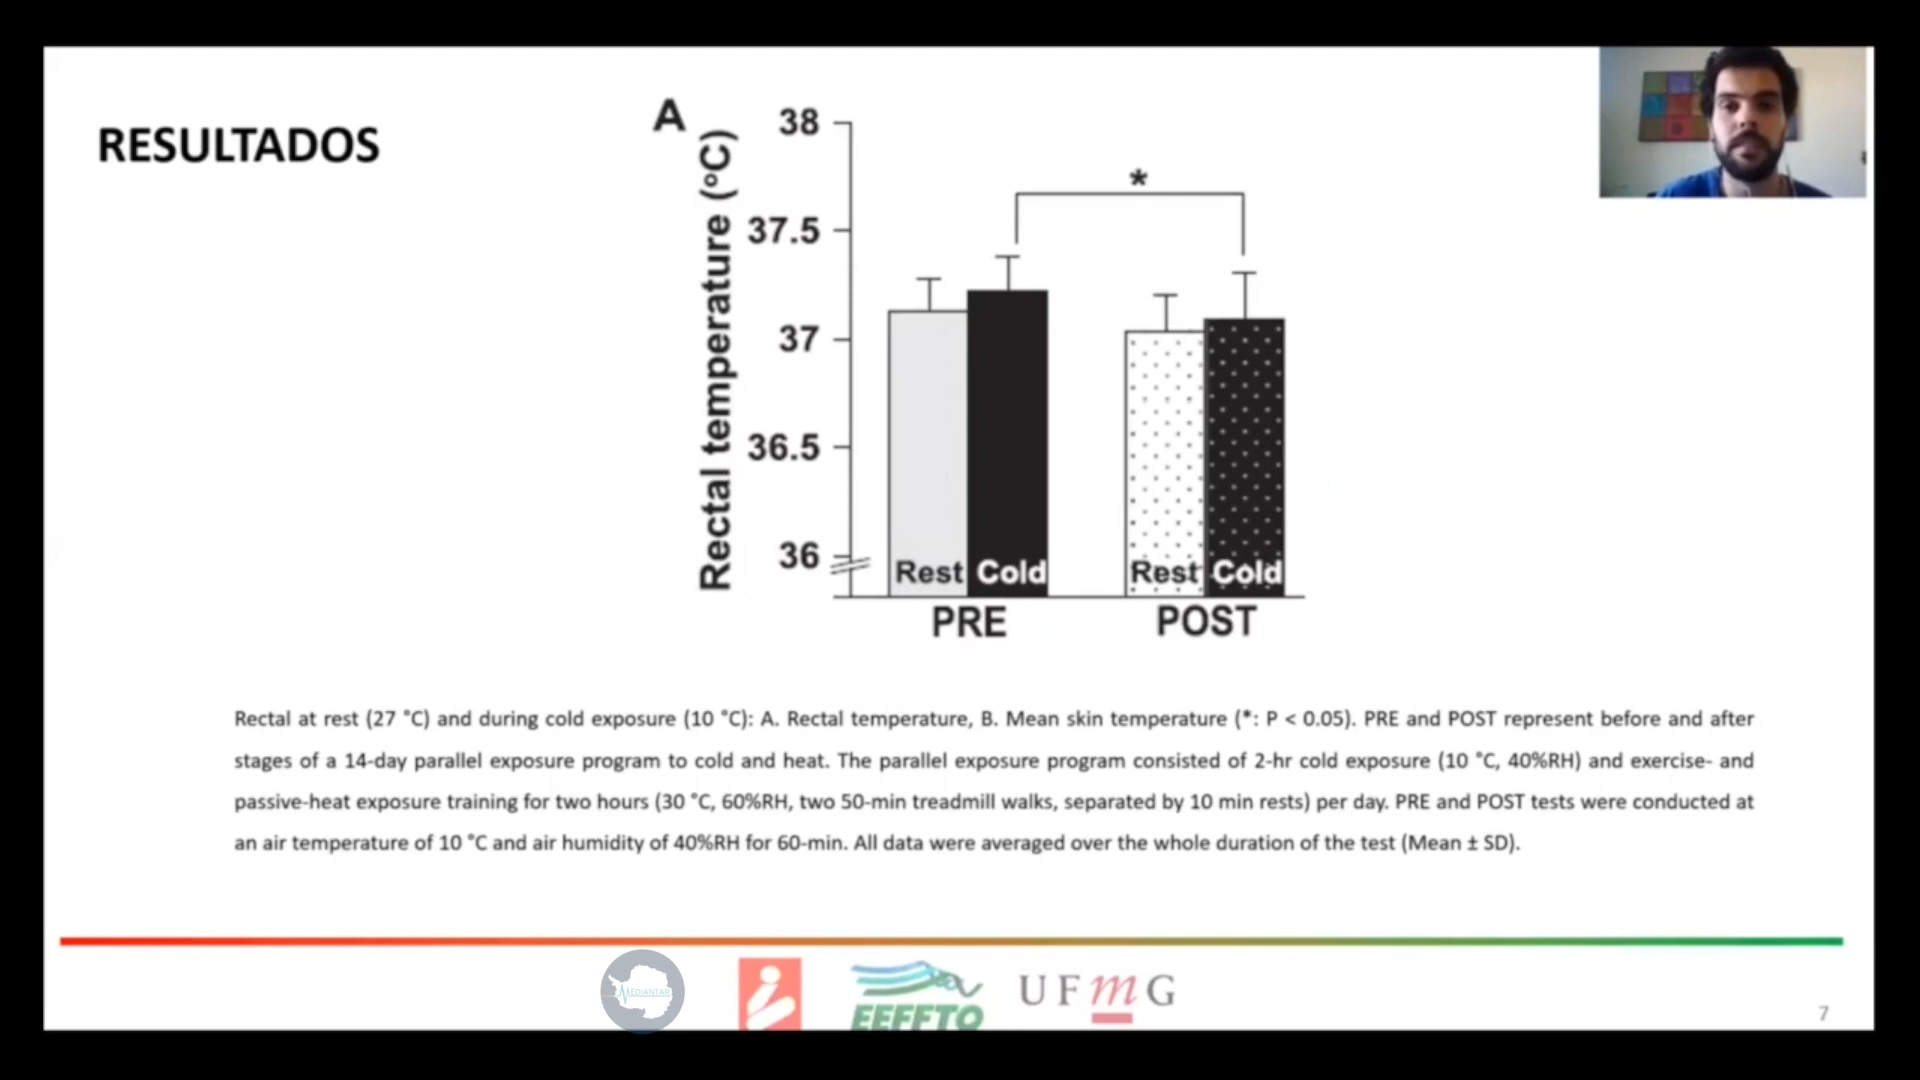 RESULTADOS
A
Rectal temperature (ºC)
38
37.5
37
36.5
36
*
Rest Cold Rest Cold
PRE POST
Rectal at rest (27 ˚C) and during cold exposure (10 ˚C): A. Rectal temperature, B. Mean skin temperature (*: P < 0.05). PRE and POST represent before and after
stages of a 14-day parallel exposure program to cold and heat. The parallel exposure program consisted of 2-hr cold exposure (10 ˚C, 40%RH) and exercise- and
passive-heat exposure training for two hours (30 ˚C, 60%RH, two 50-min treadmill walks, separated by 10 min rests) per day. PRE and POST tests were conducted at
an air temperature of 10 ˚C and air humidity of 40%RH for 60-min. All data were averaged over the whole duration of the test (Mean ± SD).
MEDIANTAR
EEFFTO
UFmG
7